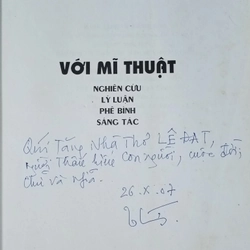 VỚI MĨ THUẬT
NGHIÊN CỨU
LÝ LUẬN
PHÊ BÌNH
SÁNG TÁC
Quí Tặng Nhà Thơ LÊ ĐẠT,
thấu hiểu con người, cuộc đời,
chữ và nghĩa.
26.X.07